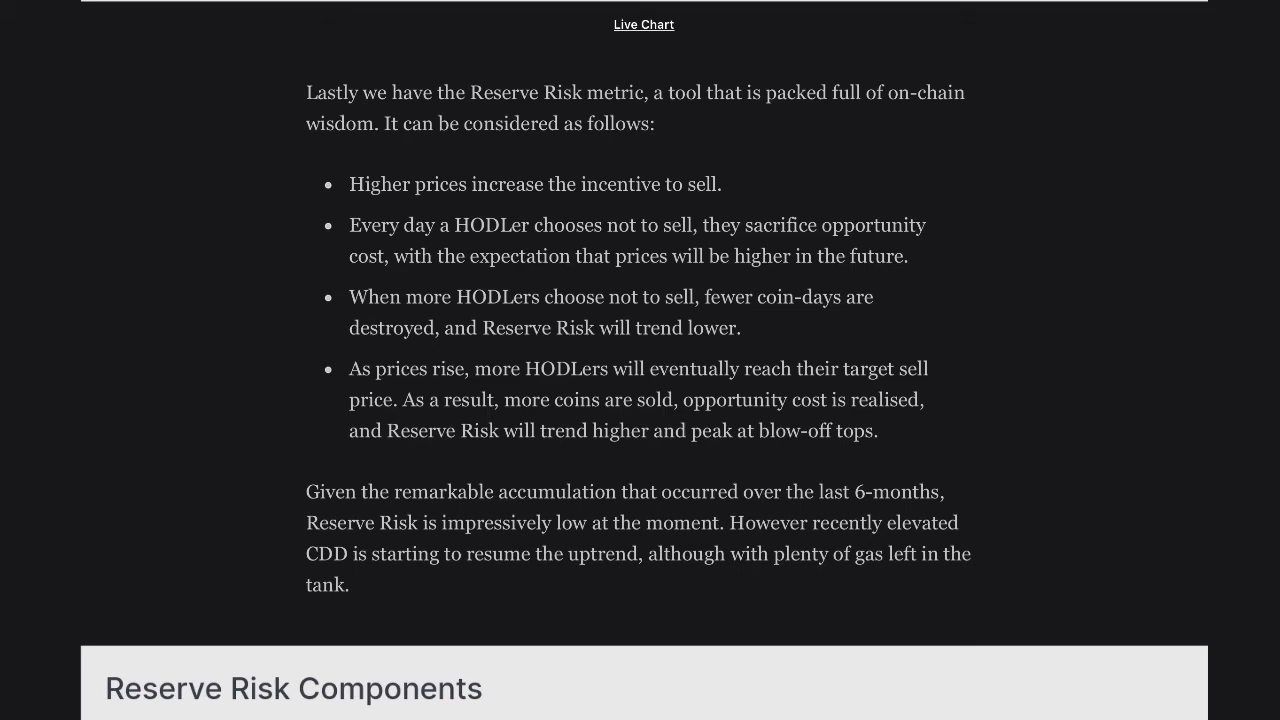 Live Chart
Lastly we have the Reserve Risk metric, a tool that is packed full of on-chain
wisdom. It can be considered as follows:
• Higher prices increase the incentive to sell.
• Every day a HODLer chooses not to sell, they sacrifice opportunity
cost, with the expectation that prices will be higher in the future.
• When more HODLers choose not to sell, fewer coin-days are
destroyed, and Reserve Risk will trend lower.
• As prices rise, more HODLers will eventually reach their target sell
price. As a result, more coins are sold, opportunity cost is realised,
and Reserve Risk will trend higher and peak at blow-off tops.
Given the remarkable accumulation that occurred over the last 6-months,
Reserve Risk is impressively low at the moment. However recently elevated
CDD is starting to resume the uptrend, although with plenty of gas left in the
tank.
Reserve Risk Components